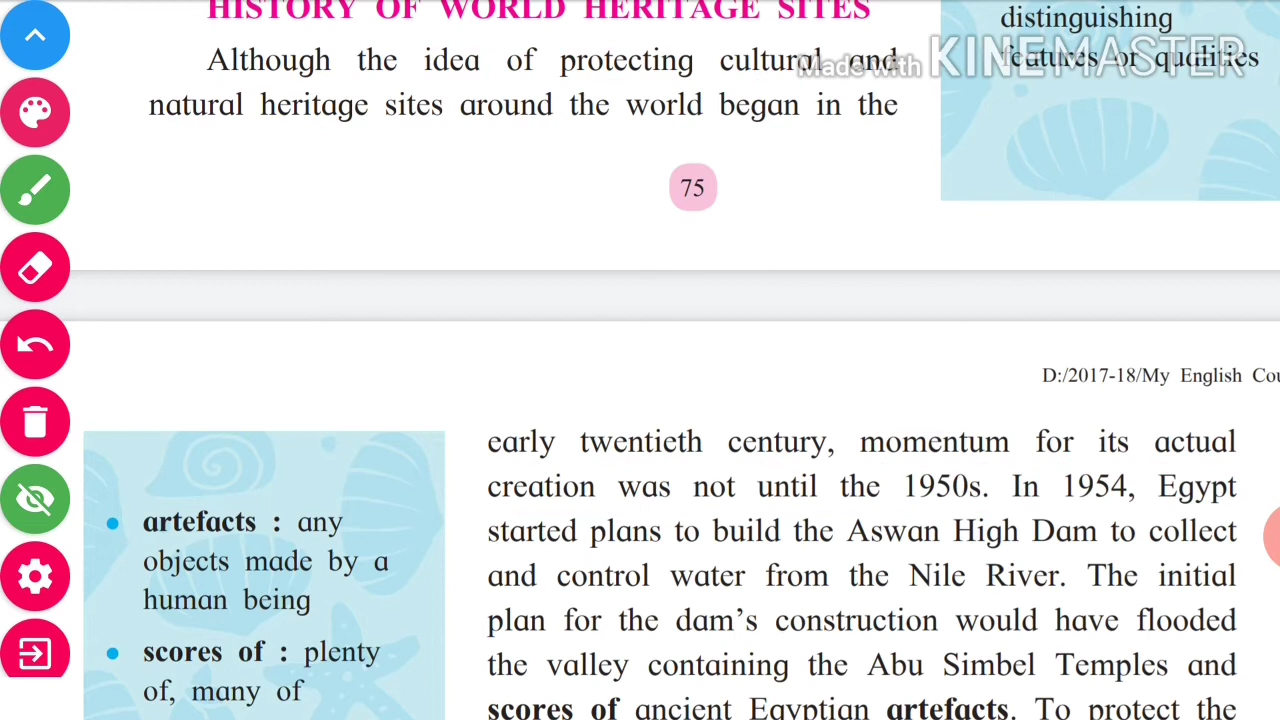 HISTORY OF WORLD HERITAGE SITES
Although the idea of protecting cultural and
natural heritage sites around the world began in the
distinguishing
features or qualities
Made with KINEMASTER
75
D:/2017-18/My English Cou
artefacts : any
objects made by a
human being
scores of : plenty
of, many of
early twentieth century, momentum for its actual
creation was not until the 1950s. In 1954, Egypt
started plans to build the Aswan High Dam to collect
and control water from the Nile River. The initial
plan for the dam's construction would have flooded
the valley containing the Abu Simbel Temples and
scores of ancient Egyptian artefacts. To protect the